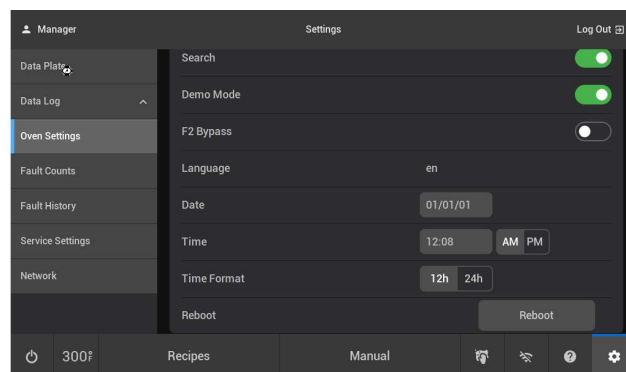 Manager
Settings
Log Out
Data Plate
Search
Data Log
Demo Mode
Oven Settings
F2 Bypass
Fault Counts
Language
en
Fault History
Date
01/01/01
Service Settings
Time
12:08
AM PM
Network
Time Format
12h 24h
Reboot
Reboot
300°F
Recipes
Manual